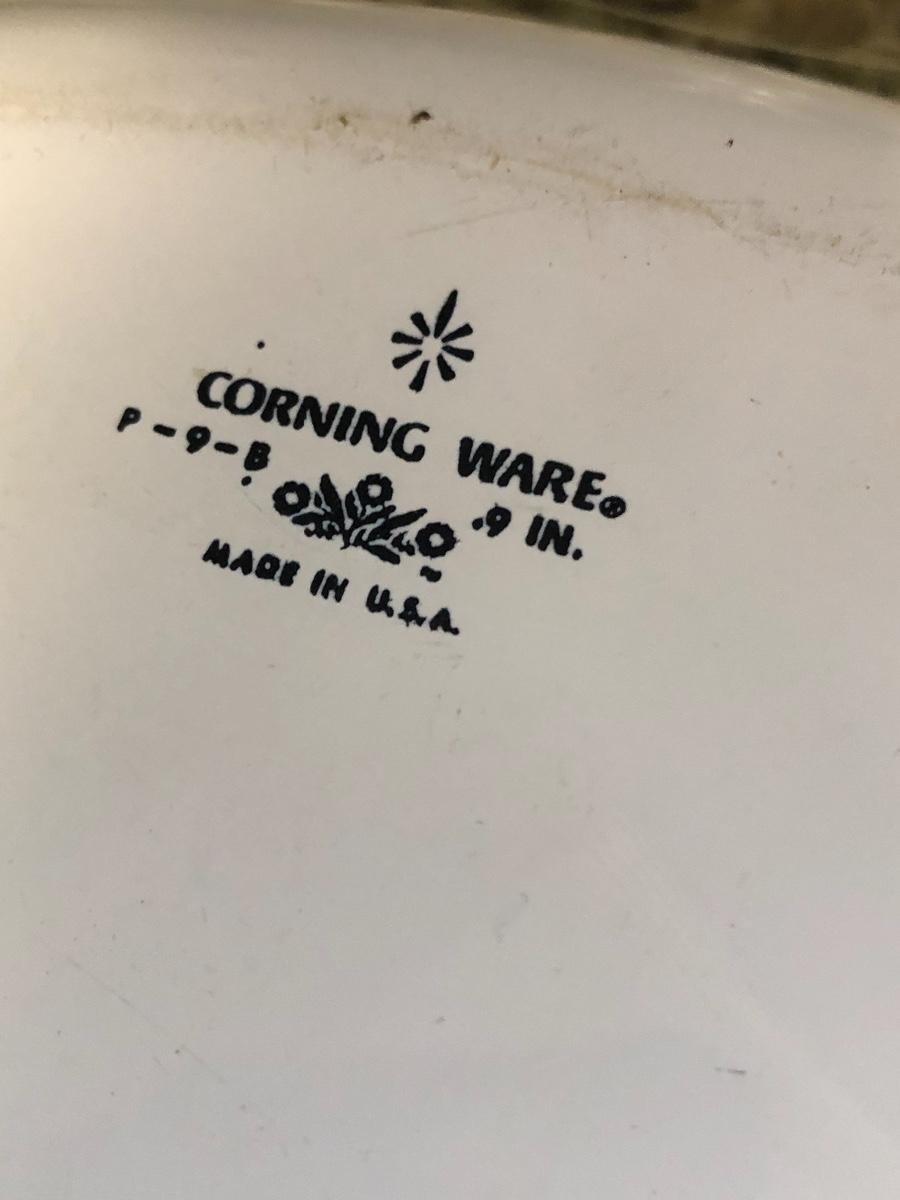 CORNING WARE®
P-9-B 9 IN.
MADE IN U.S.A.